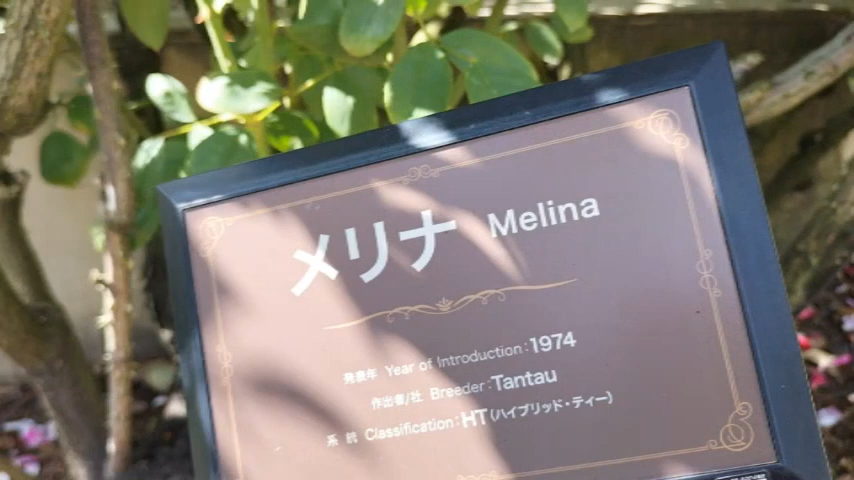 メリナ Melina
発表年 Year of Introduction:1974
作出者/社 Breeder:Tantau
系 統 Classification:HT(ハイブリッド・ティー)